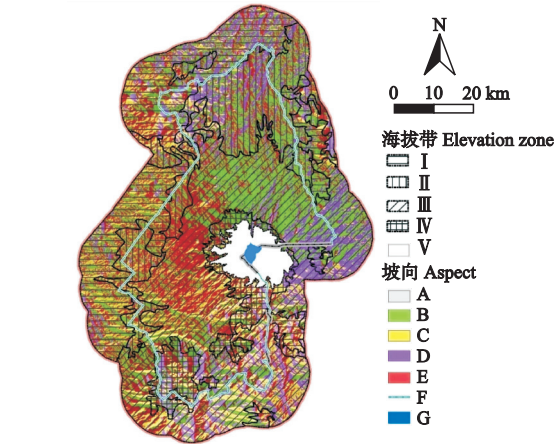 N
0 10 20 km
海拔带 Elevation zone
Ⅰ
Ⅱ
Ⅲ
Ⅳ
Ⅴ
坡向 Aspect
A
B
C
D
E
F
G